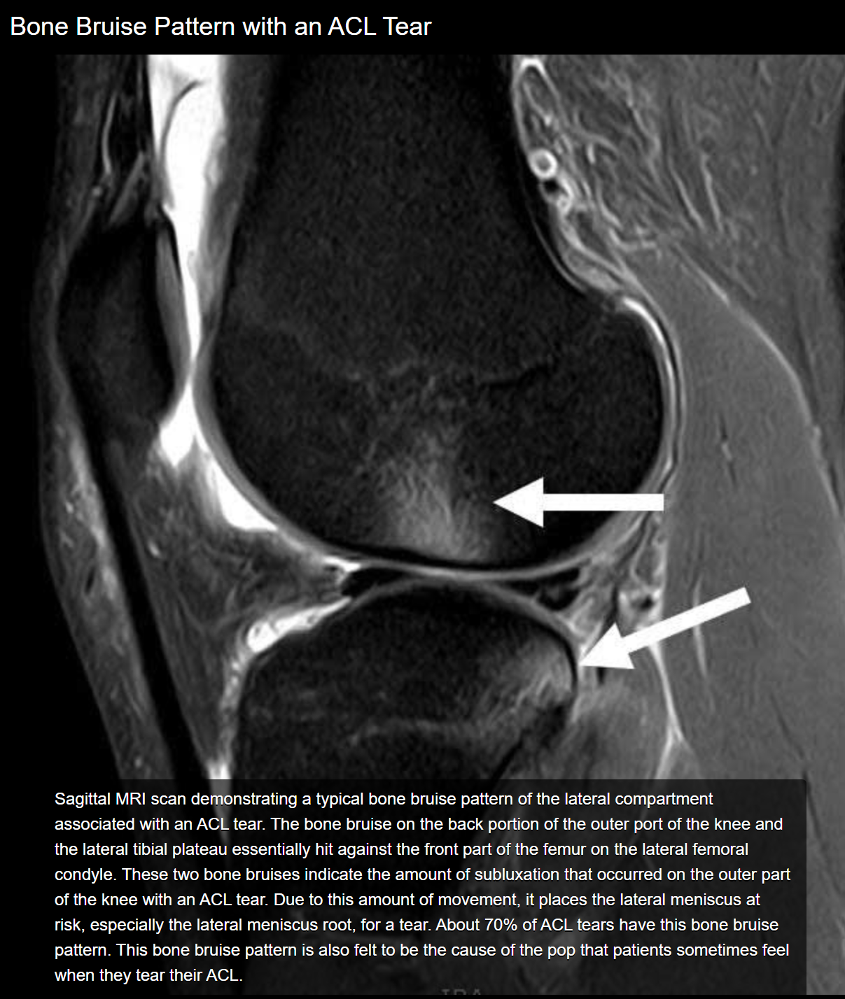 Bone Bruise Pattern with an ACL Tear
Sagittal MRI scan demonstrating a typical bone bruise pattern of the lateral compartment
associated with an ACL tear. The bone bruise on the back portion of the outer port of the knee and
the lateral tibial plateau essentially hit against the front part of the femur on the lateral femoral
condyle. These two bone bruises indicate the amount of subluxation that occurred on the outer part
of the knee with an ACL tear. Due to this amount of movement, it places the lateral meniscus at
risk, especially the lateral meniscus root, for a tear. About 70% of ACL tears have this bone bruise
pattern. This bone bruise pattern is also felt to be the cause of the pop that patients sometimes feel
when they tear their ACL.